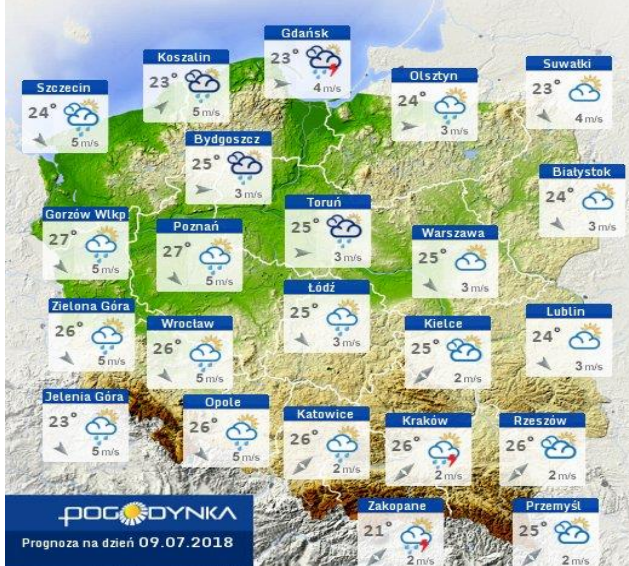 Gdańsk
23°
4 m/s
Koszalin
23°
5 m/s
Suwałki
23°
4 m/s
Olsztyn
24°
3 m/s
Szczecin
24°
5 m/s
Bydgoszcz
25°
3 m/s
Białystok
24°
3 m/s
Toruń
25°
3 m/s
Gorzów Wlkp
27°
5 m/s
Poznań
27°
5 m/s
Warszawa
25°
3 m/s
Łódź
25°
3 m/s
Zielona Góra
26°
5 m/s
Lublin
24°
3 m/s
Wrocław
26°
5 m/s
Kielce
25°
2 m/s
Jelenia Góra
23°
5 m/s
Opole
26°
5 m/s
Katowice
26°
2 m/s
Kraków
26°
2 m/s
Rzeszów
26°
2 m/s
Zakopane
21°
2 m/s
Przemyśl
25°
2 m/s
POGODYNKA
Prognoza na dzień 09.07.2018